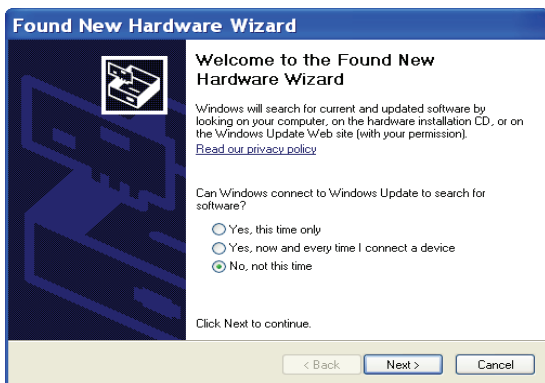 Found New Hardware Wizard
Welcome to the Found New
Hardware Wizard
Windows will search for current and updated software by
looking on your computer, on the hardware installation CD, or on
the Windows Update Web site (with your permission).
Read our privacy policy
Can Windows connect to Windows Update to search for
software?
Yes, this time only
Yes, now and every time I connect a device
No, not this time
Click Next to continue.
< Back
Next >
Cancel